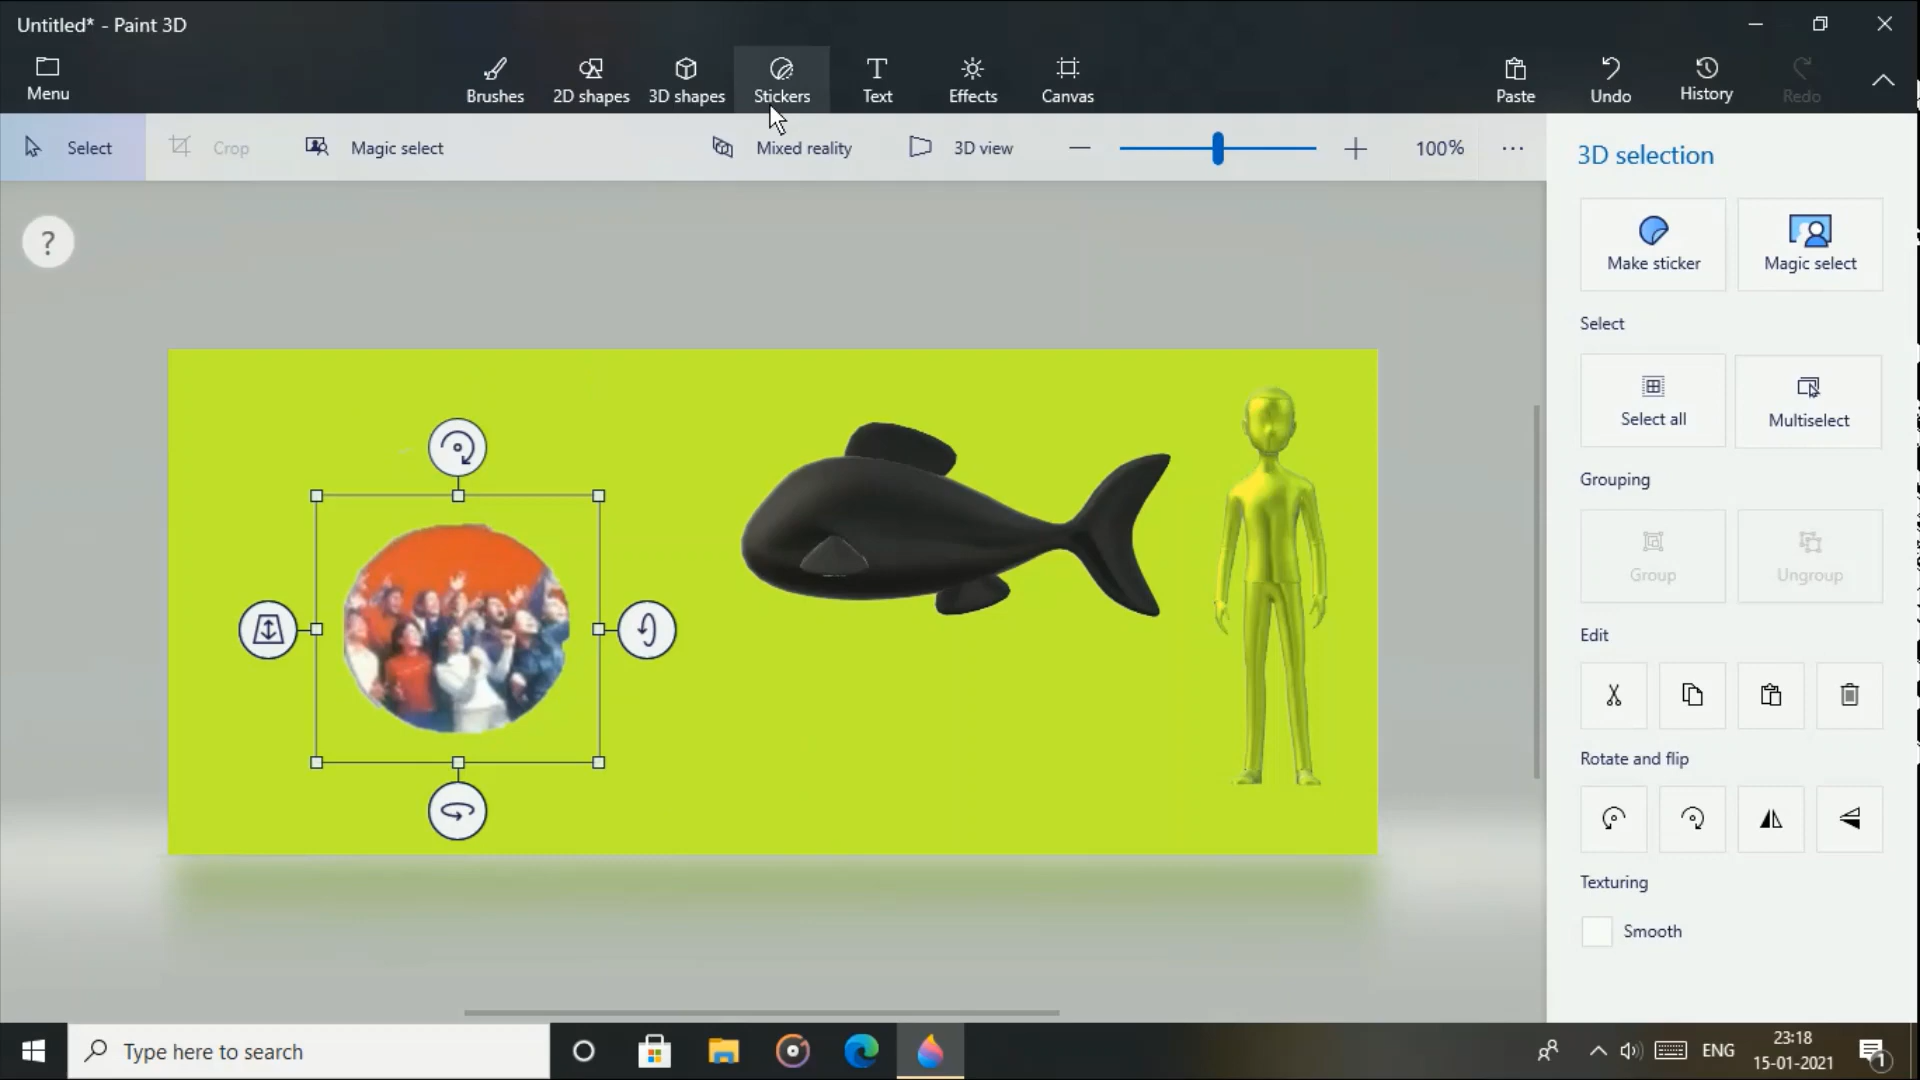 Untitled* - Paint 3D
Menu
Brushes
2D shapes
3D shapes
Stickers
Text
Effects
Canvas
Paste
Undo
History
Redo
Select
Crop
Magic select
Mixed reality
3D view
100%
3D selection
?
Make sticker
Magic select
Select
Select all
Multiselect
Grouping
Group
Ungroup
Edit
Rotate and flip
Texturing
Smooth
Type here to search
ENG
23:18
15-01-2021
1